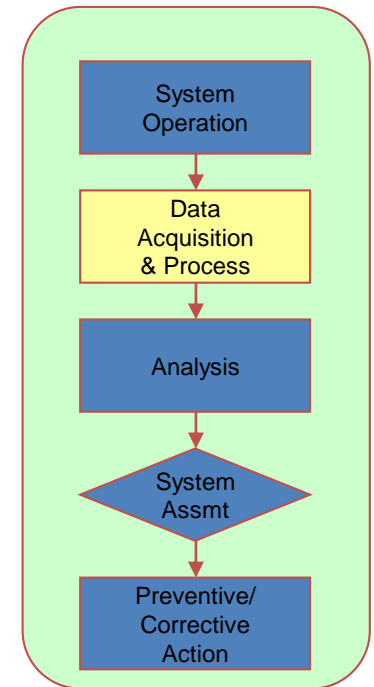 System
Operation
Data
Acquisition
& Process
Analysis
System
Assmt
Preventive/
Corrective
Action